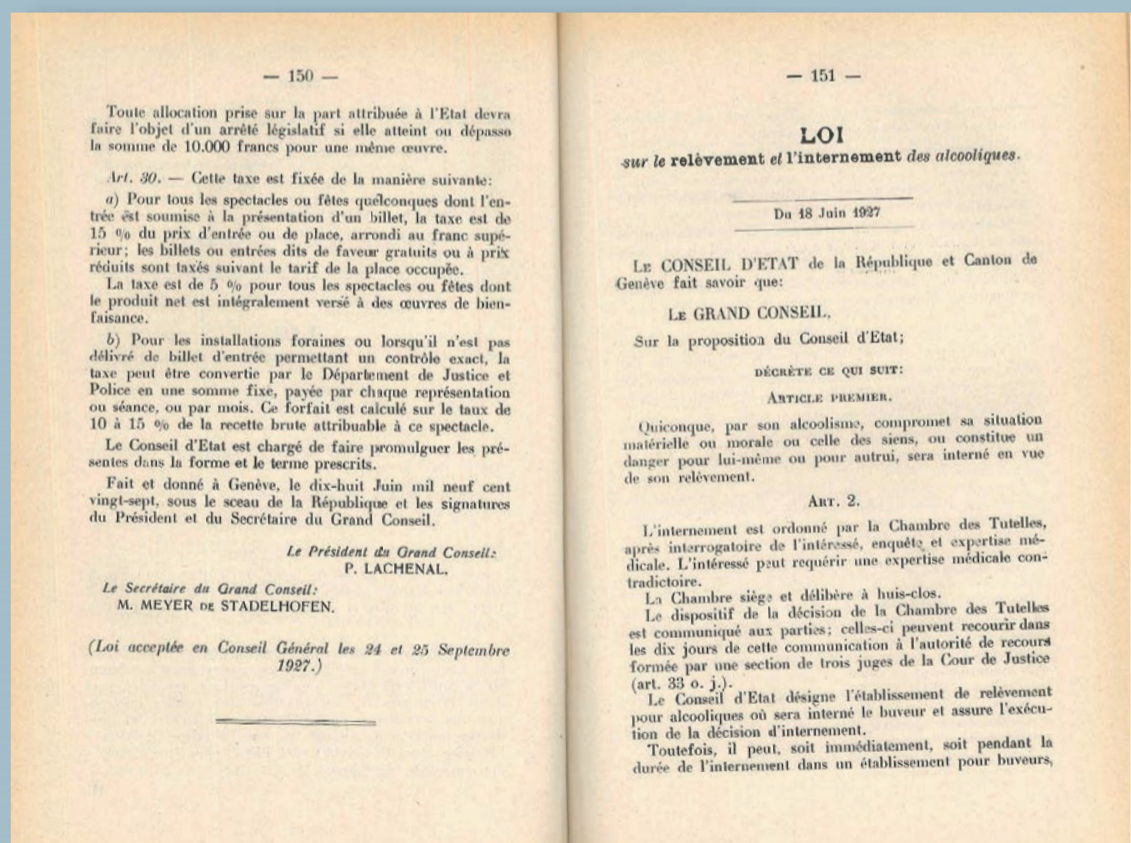 — 150 —
Toute allocation prise sur la part attribuée à l'Etat devra
faire l'objet d'un arrêté législatif si elle atteint ou dépasse
la somme de 10.000 francs pour une même œuvre.
Art. 30. — Cette taxe est fixée de la manière suivante:
a) Pour tous les spectacles ou fêtes quelconques dont l'en-
trée est soumise à la présentation d'un billet, la taxe est de
15 % du prix d'entrée ou de place, arrondi au franc supé-
rieur; les billets ou entrées dits de faveur gratuits ou à prix
réduits sont taxés suivant le tarif de la place occupée.
La taxe est de 5 % pour tous les spectacles ou fêtes dont
le produit net est intégralement versé à des œuvres de bien-
faisance.
b) Pour les installations foraines ou lorsqu'il n'est pas
délivré de billet d'entrée permettant un contrôle exact, la
taxe peut être convertie par le Département de Justice et
Police en une somme fixe, payée par chaque représentation
ou séance, ou par mois. Ce forfait est calculé sur le taux de
10 à 15 % de la recette brute attribuable à ce spectacle.
Le Conseil d'Etat est chargé de faire promulguer les pré-
sentes dans la forme et le terme prescrits.
Fait et donné à Genève, le dix-huit Juin mil neuf cent
vingt-sept, sous le sceau de la République et les signatures
du Président et du Secrétaire du Grand Conseil.
Le Président du Grand Conseil:
P. LACHENAL.
Le Secrétaire du Grand Conseil:
M. MEYER DE STADELHOFEN.
(Loi acceptée en Conseil Général les 24 et 25 Septembre
1927.)
— 151 —
LOI
sur le relèvement et l'internement des alcooliques.
Du 18 Juin 1927
LE CONSEIL D'ETAT de la République et Canton de
Genève fait savoir que:
LE GRAND CONSEIL,
Sur la proposition du Conseil d'Etat;
DÉCRÈTE CE QUI SUIT:
ARTICLE PREMIER.
Quiconque, par son alcoolisme, compromet sa situation
matérielle ou morale ou celle des siens, ou constitue un
danger pour lui-même ou pour autrui, sera interné en vue
de son relèvement.
ART. 2.
L'internement est ordonné par la Chambre des Tutelles,
après interrogatoire de l'intéressé, enquête et expertise mé-
dicale. L'intéressé peut requérir une expertise médicale con-
tradictoire.
La Chambre siège et délibère à huis-clos.
Le dispositif de la décision de la Chambre des Tutelles
est communiqué aux parties; celles-ci peuvent recourir dans
les dix jours de cette communication à l'autorité de recours
formée par une section de trois juges de la Cour de Justice
(art. 33 o. j.).
Le Conseil d'Etat désigne l'établissement de relèvement
pour alcooliques où sera interné le buveur et assure l'exécu-
tion de la décision d'internement.
Toutefois, il peut, soit immédiatement, soit pendant la
durée de l'internement dans un établissement pour buveurs,